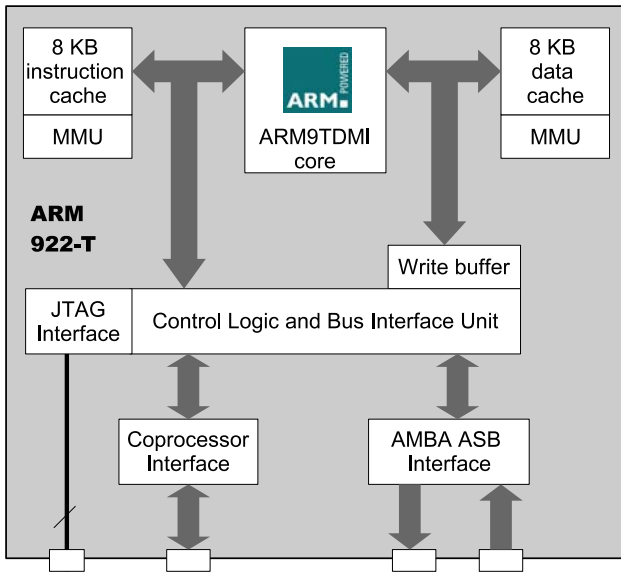 8 KB
instruction
cache
MMU
ARM
POWERED
ARM9TDMI
core
8 KB
data
cache
MMU
ARM
922-T
Write buffer
JTAG
Interface
Control Logic and Bus Interface Unit
Coprocessor
Interface
AMBA ASB
Interface